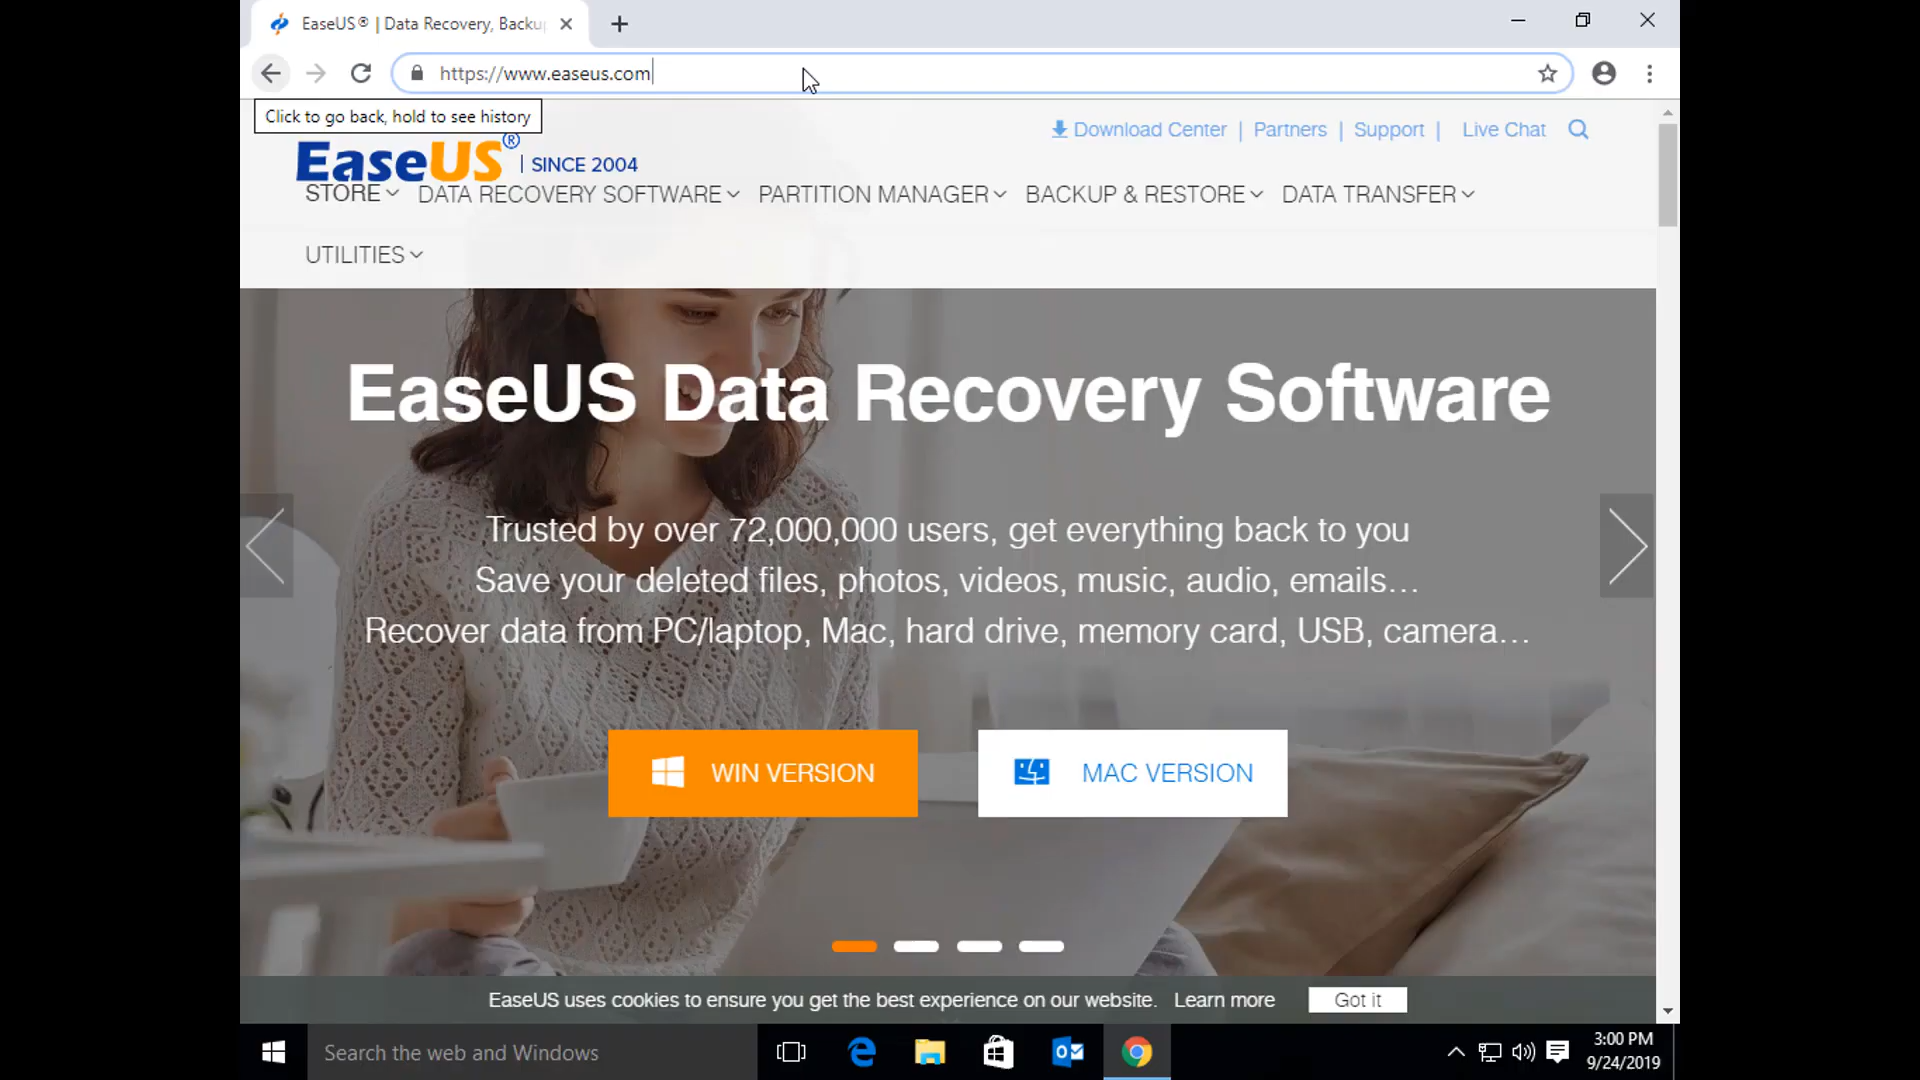 EaseUS® | Data Recovery, Backu
https://www.easeus.com
Click to go back, hold to see history
Download Center | Partners | Support | Live Chat
EaseUS® | SINCE 2004
STORE DATA RECOVERY SOFTWARE PARTITION MANAGER BACKUP & RESTORE DATA TRANSFER
UTILITIES
EaseUS Data Recovery Software
Trusted by over 72,000,000 users, get everything back to you
Save your deleted files, photos, videos, music, audio, emails...
Recover data from PC/laptop, Mac, hard drive, memory card, USB, camera...
WIN VERSION MAC VERSION
EaseUS uses cookies to ensure you get the best experience on our website. Learn more Got it
Search the web and Windows
3:00 PM
9/24/2019